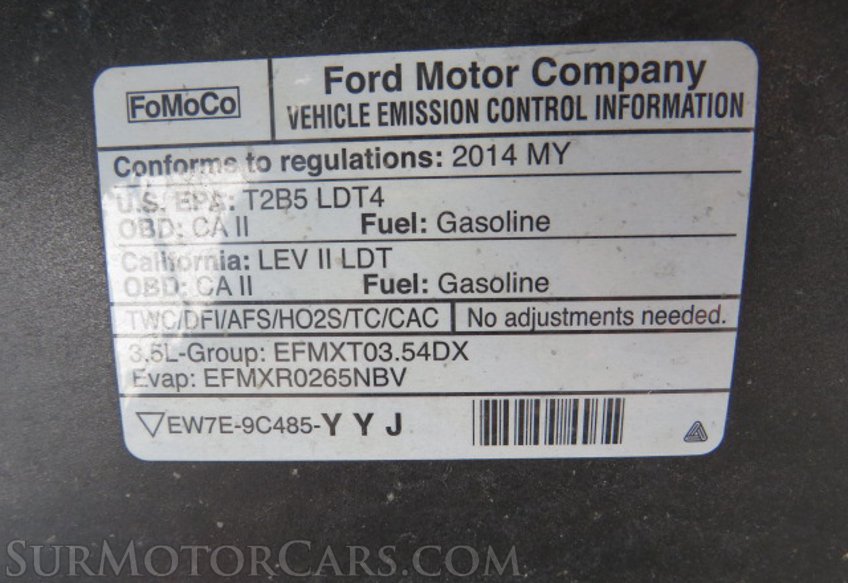 FoMoCo
Ford Motor Company
VEHICLE EMISSION CONTROL INFORMATION
Conforms to regulations: 2014 MY
U.S. EPA: T2B5 LDT4
OBD: CA II Fuel: Gasoline
California: LEV II LDT
OBD: CA II Fuel: Gasoline
TWC/DFI/AFS/HO2S/TC/CAC No adjustments needed.
3.5L-Group: EFMXT03.54DX
Evap: EFMXR0265NBV
EW7E-9C485-Y Y J
SurMotorCars.com